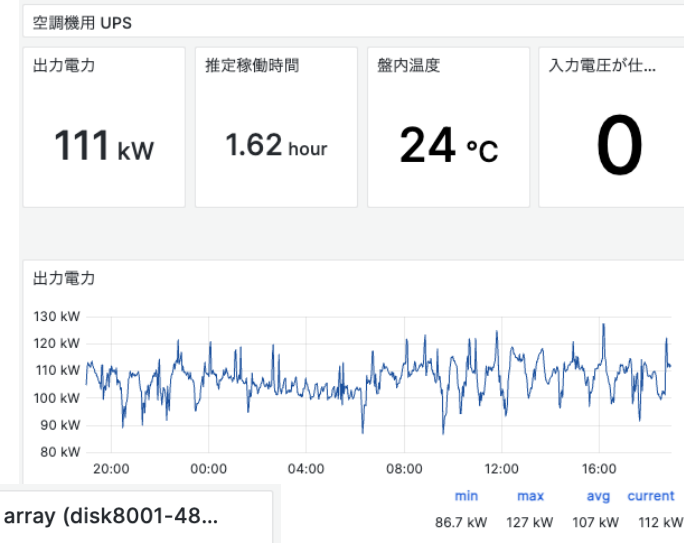 空調機用 UPS
出力電力 推定稼働時間 盤内温度 入力電圧が仕...
111 kW 1.62 hour 24 °C 0
出力電力
130 kW
120 kW
110 kW
100 kW
90 kW
80 kW
20:00 00:00 04:00 08:00 12:00 16:00
min max avg current
86.7 kW 127 kW 107 kW 112 kW
array (disk8001-48...